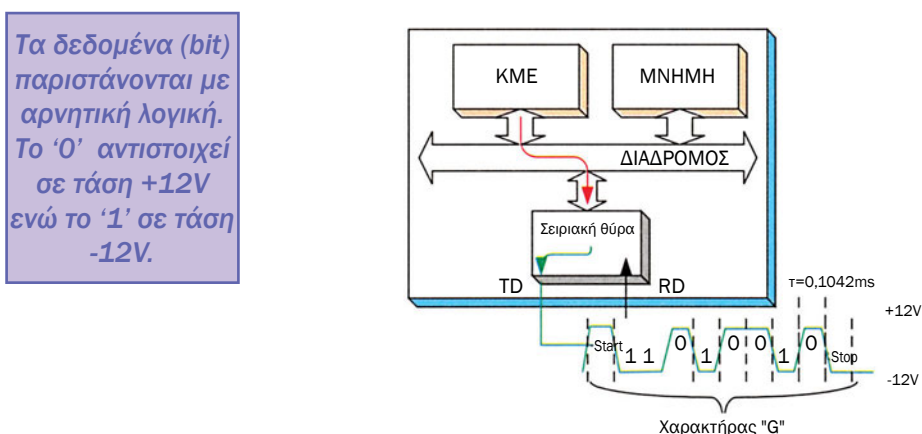 Τα δεδομένα (bit)
παριστάνονται με
αρνητική λογική.
Το ‘0’ αντιστοιχεί
σε τάση +12V
ενώ το ‘1’ σε τάση
-12V.
ΚΜΕ
ΜΝΗΜΗ
ΔΙΑΔΡΟΜΟΣ
Σειριακή θύρα
TD
RD
τ=0,1042ms
+12V
Start 1 1 0 1 0 0 1 0 Stop
-12V
Χαρακτήρας "G"